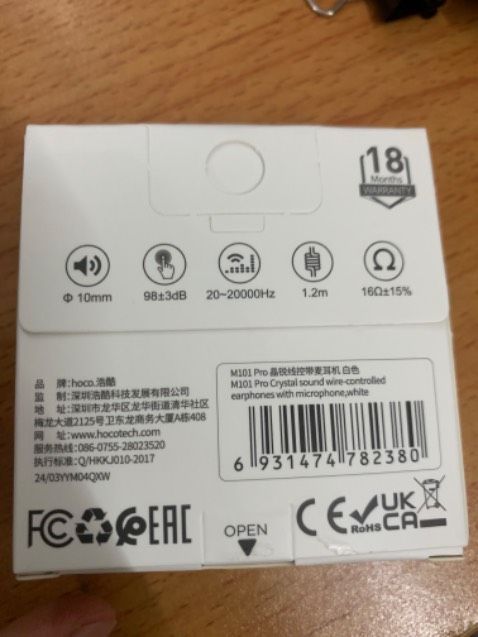 18
Months
WARRANTY
Φ 10mm
98±3dB
20~20000Hz
1.2m
16Ω±15%
品 牌:hoco.浩酷
监 制:深圳浩酷科技发展有限公司
地 址:深圳市龙华区龙华街道清华社区
梅龙大道2125号卫东龙商务大厦A栋408
网 址:www.hocotech.com
服务热线:086-0755-28023520
执行标准:Q/HKKJ010-2017
24/03YYM04QXW
M101 Pro 晶锐线控带麦耳机 白色
M101 Pro Crystal sound wire-controlled
earphones with microphone,white
6 931474 782380
FC
EAC
OPEN
CE
RoHS
UK
CA